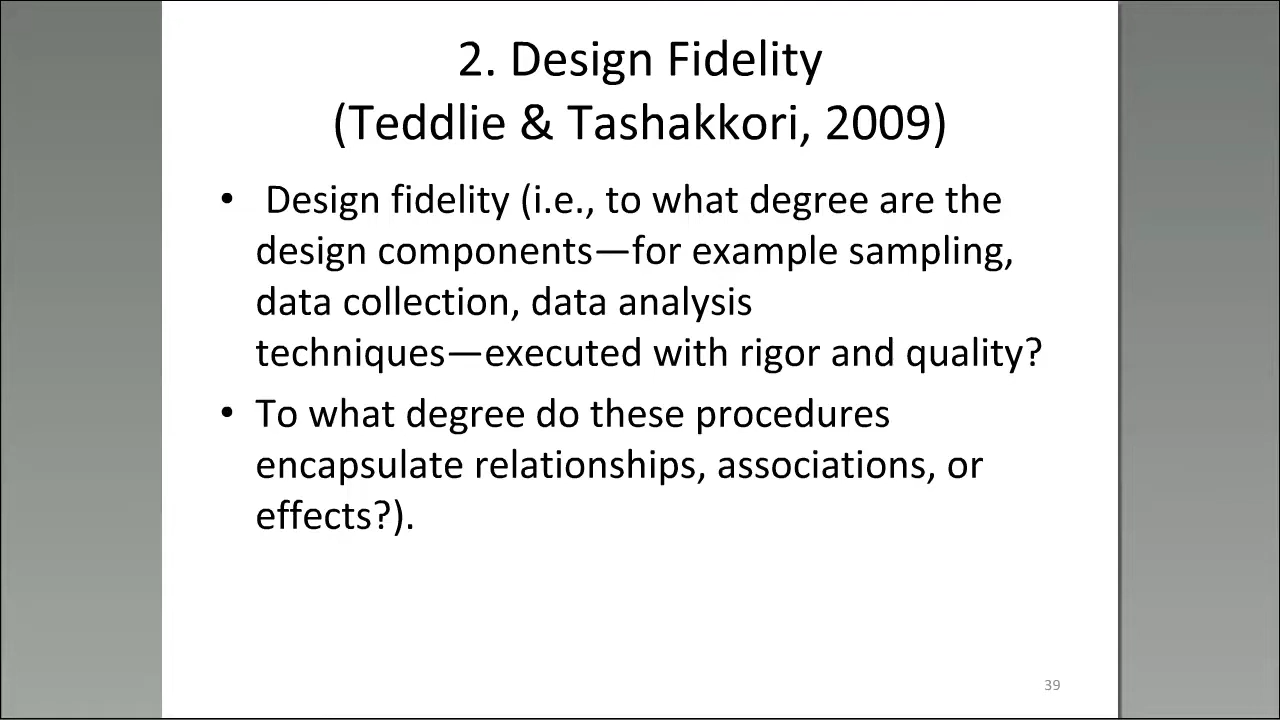 2. Design Fidelity
(Teddlie & Tashakkori, 2009)
• Design fidelity (i.e., to what degree are the
design components—for example sampling,
data collection, data analysis
techniques—executed with rigor and quality?
• To what degree do these procedures
encapsulate relationships, associations, or
effects?).
39